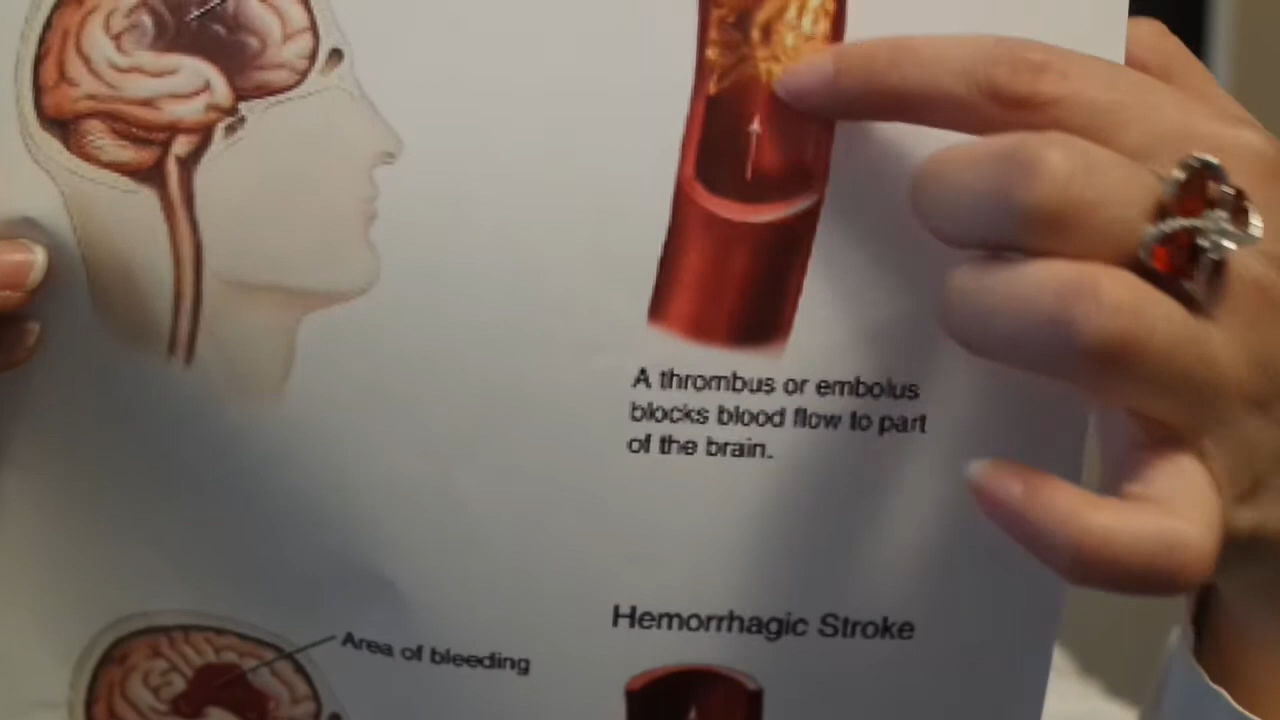 A thrombus or embolus
blocks blood flow to part
of the brain.
Hemorrhagic Stroke
Area of bleeding